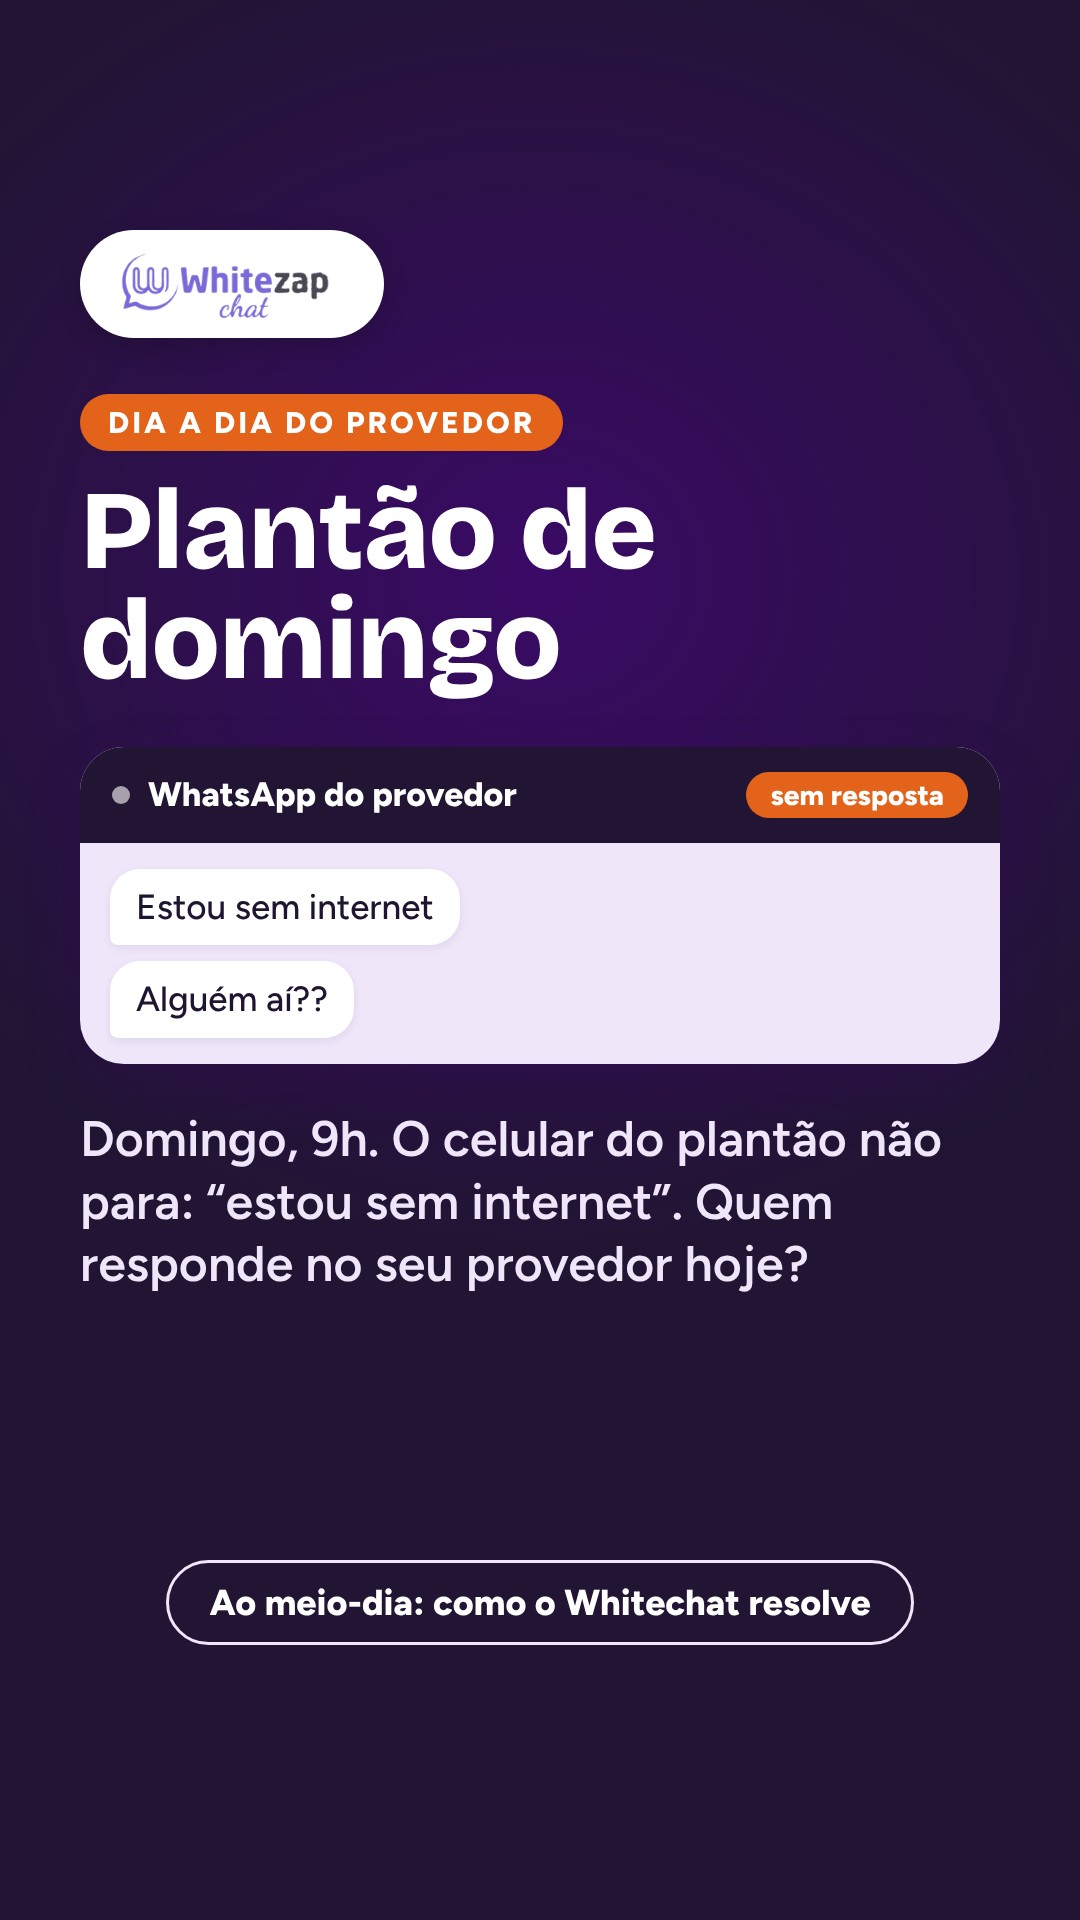 Whitezap
chat
DIA A DIA DO PROVEDOR
Plantão de
domingo
WhatsApp do provedor
sem resposta
Estou sem internet
Alguém aí??
Domingo, 9h. O celular do plantão não
para: “estou sem internet”. Quem
responde no seu provedor hoje?
Ao meio-dia: como o Whitechat resolve